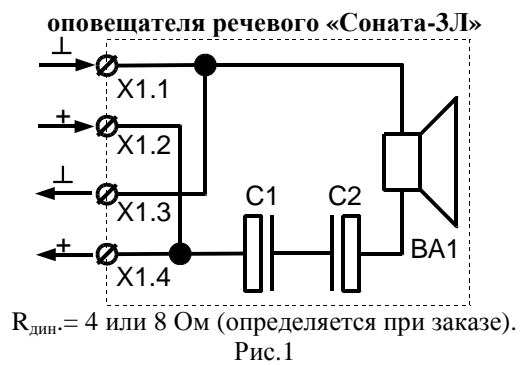 оповещателя речевого «Соната-3Л»
⊥
X1.1
+
X1.2
⊥
X1.3
+
X1.4
C1
C2
BA1
Rдин.= 4 или 8 Ом (определяется при заказе).
Рис.1